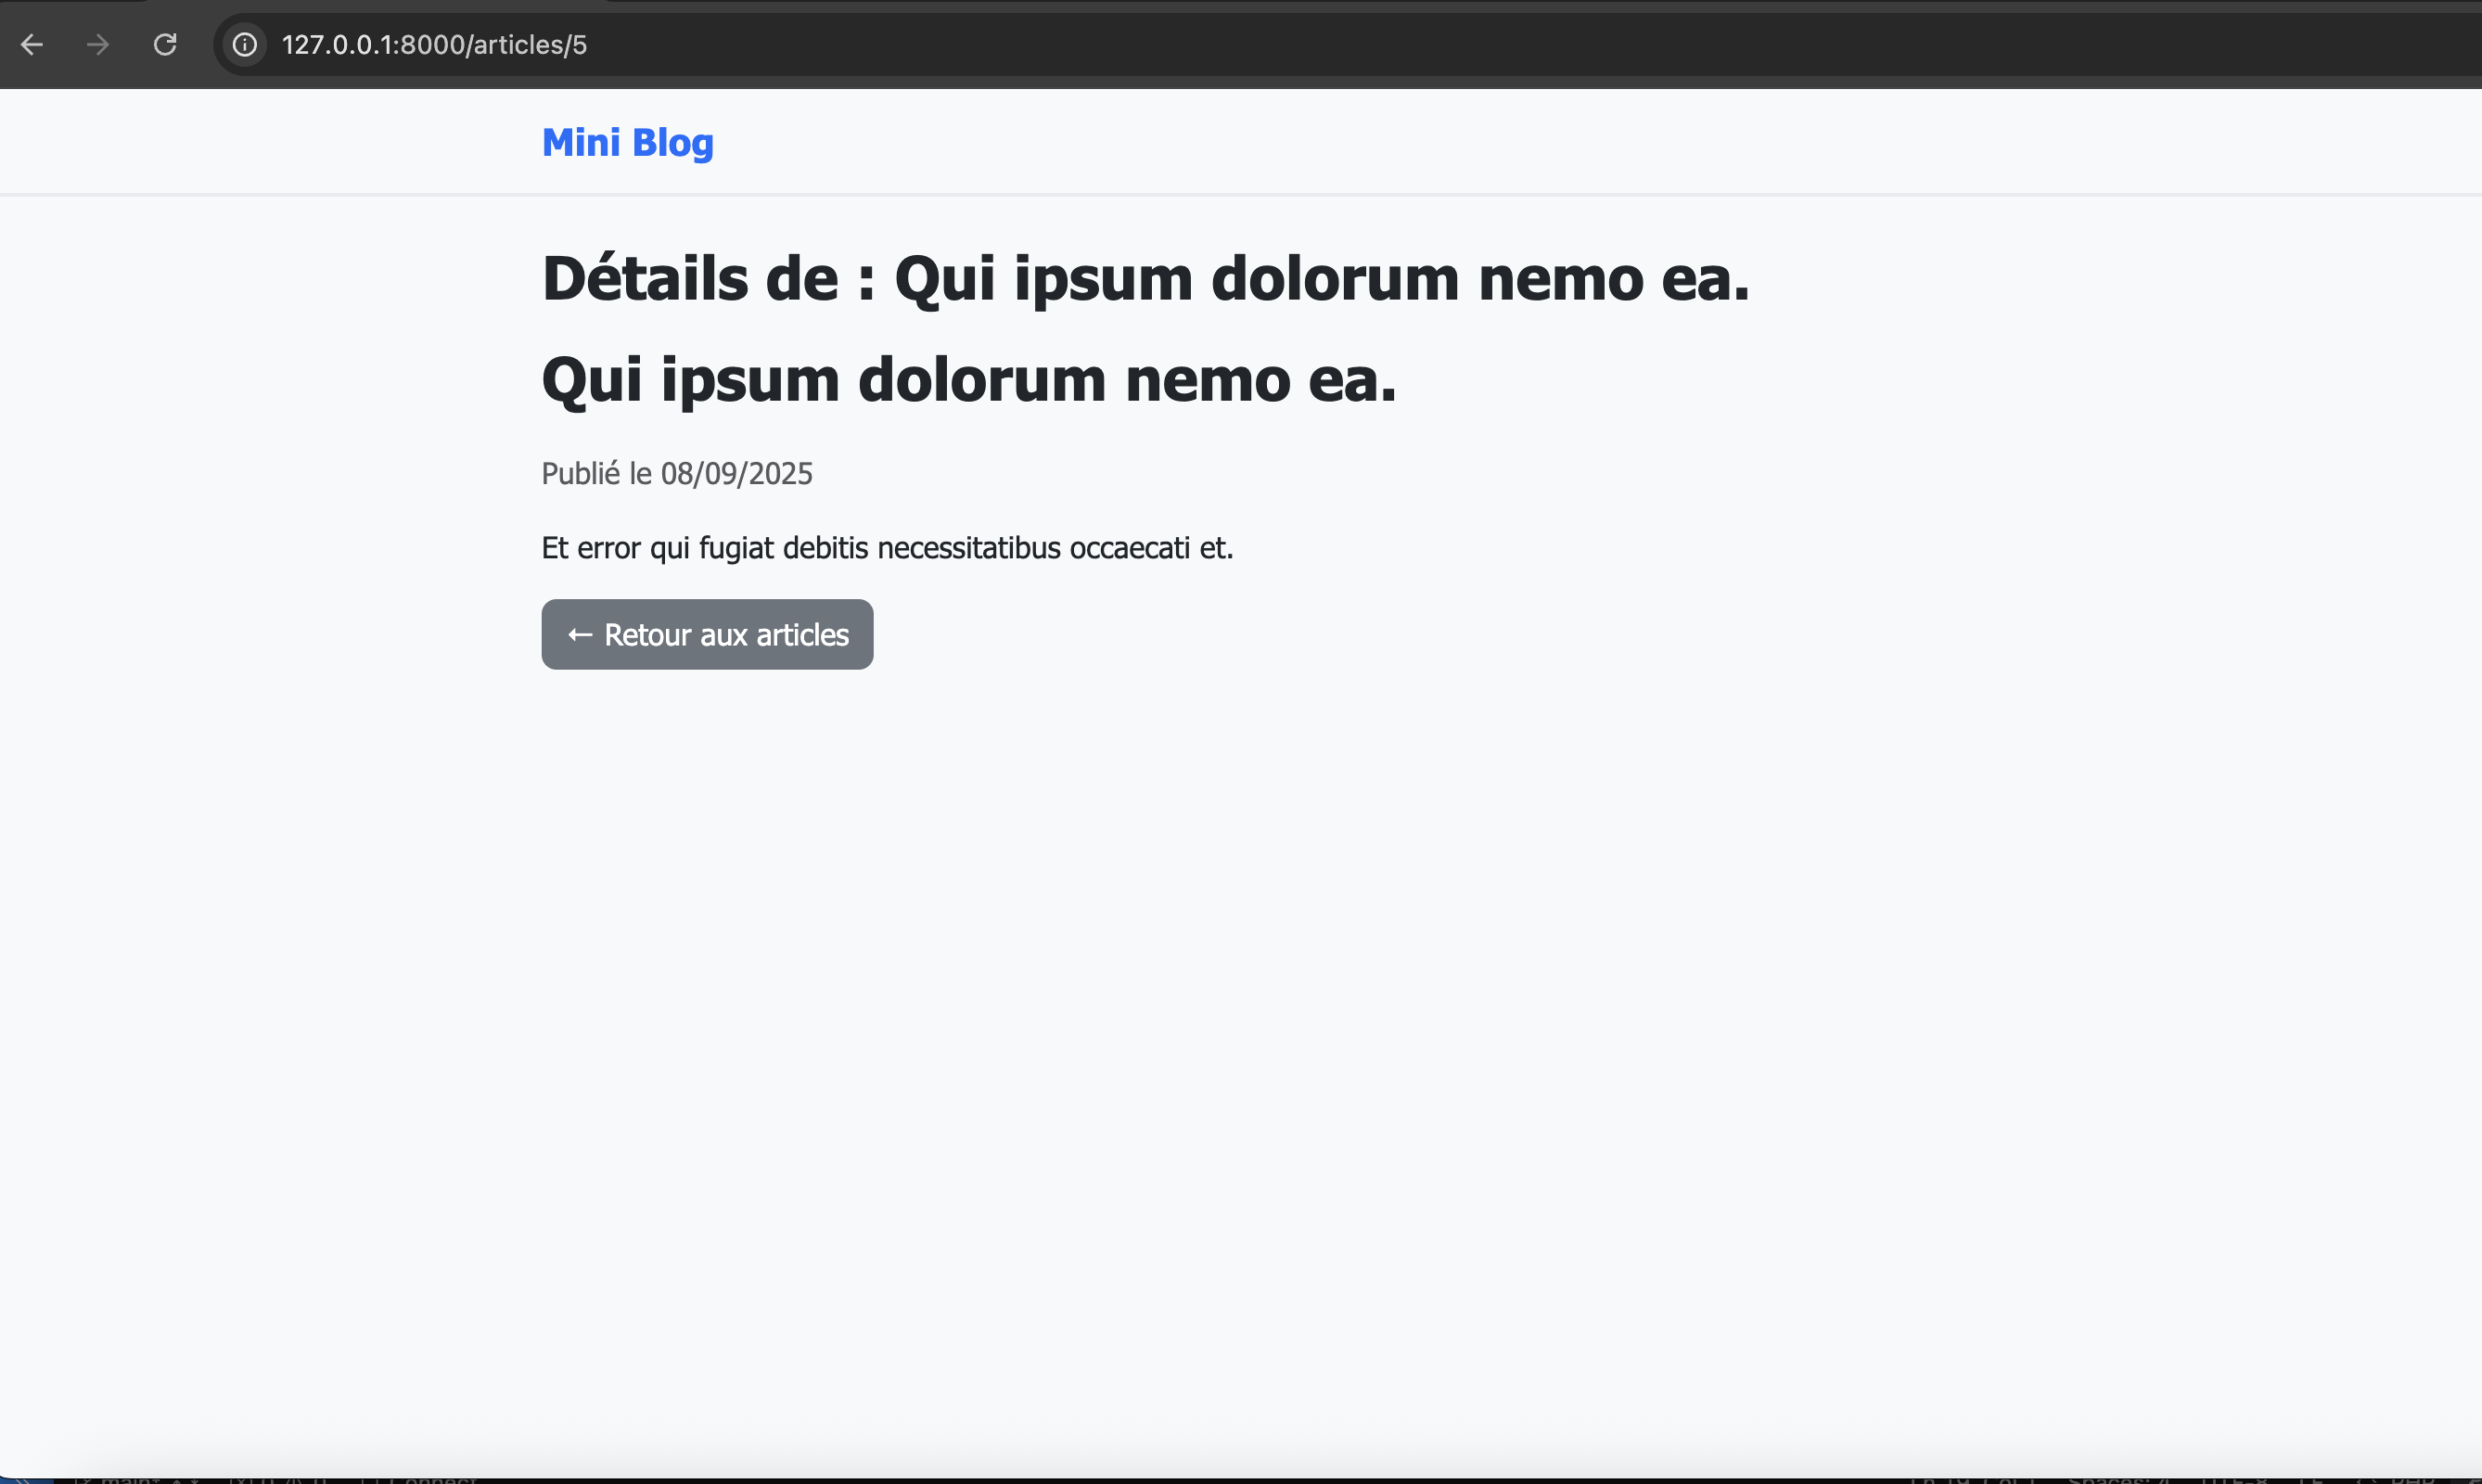 127.0.0.1:8000/articles/5
Mini Blog
Détails de : Qui ipsum dolorum nemo ea.
Qui ipsum dolorum nemo ea.
Publié le 08/09/2025
Et error qui fugiat debitis necessitatibus occaecati et.
← Retour aux articles